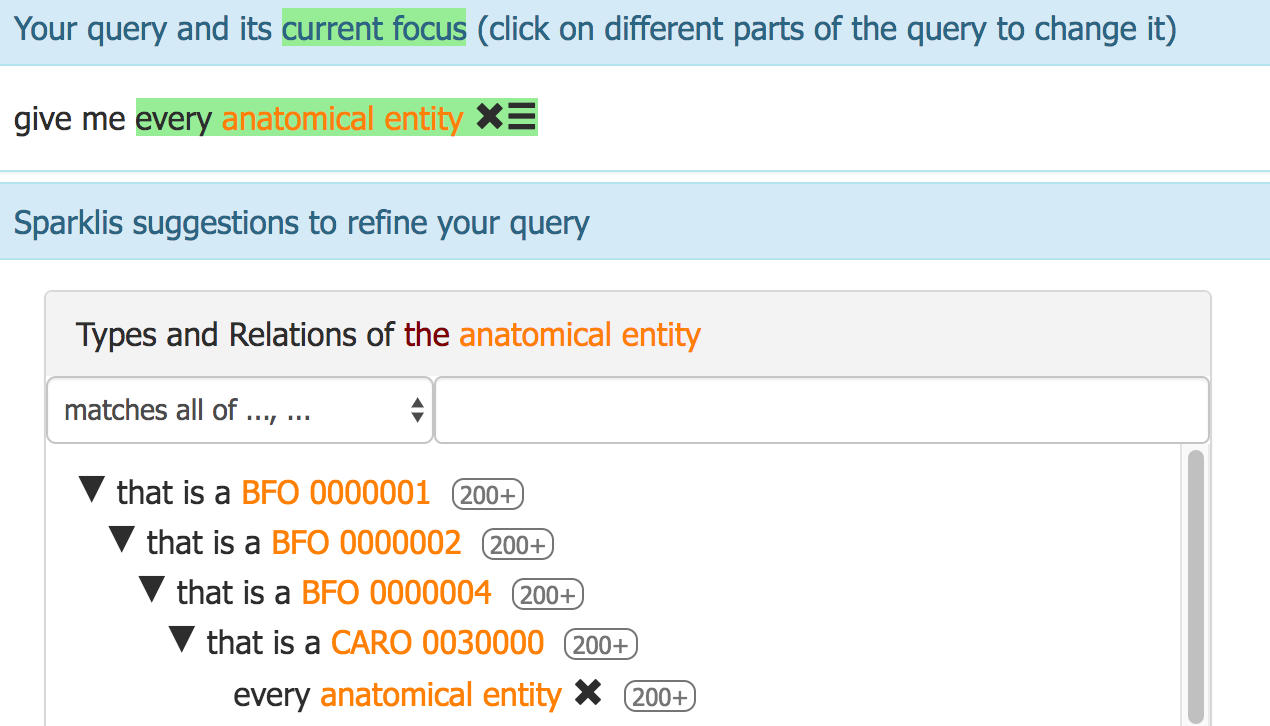 Your query and its current focus (click on different parts of the query to change it)
give me every anatomical entity
Sparklis suggestions to refine your query
Types and Relations of the anatomical entity
matches all of ..., ...
that is a BFO 0000001 200+
that is a BFO 0000002 200+
that is a BFO 0000004 200+
that is a CARO 0030000 200+
every anatomical entity 200+